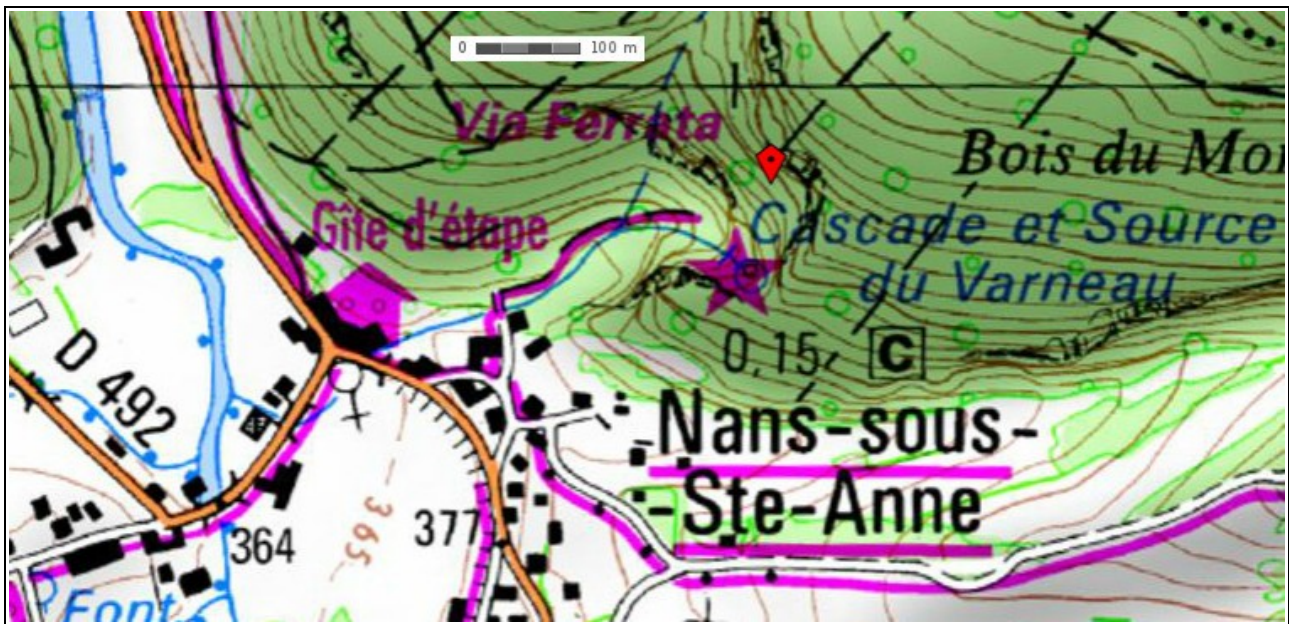 0 100 m
Via Ferrata
Bois du Mon
Gîte d'étape
Cascade et Source
du Varneau
D 492
0,15
C
Nans-sous-
-Ste-Anne
377
364
365
Font